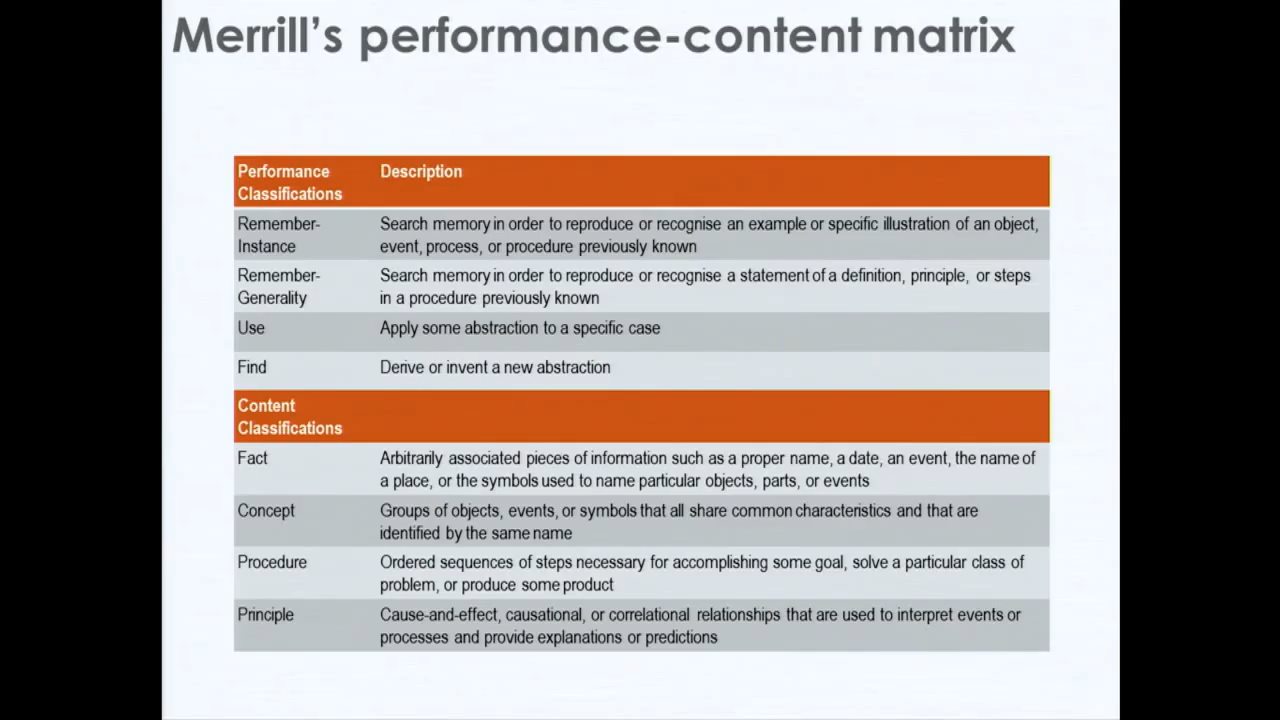 Merrill's performance-content matrix
Performance Classifications Description
Remember-Instance Search memory in order to reproduce or recognise an example or specific illustration of an object,
event, process, or procedure previously known
Remember-Generality Search memory in order to reproduce or recognise a statement of a definition, principle, or steps
in a procedure previously known
Use Apply some abstraction to a specific case
Find Derive or invent a new abstraction
Content
Classifications
Fact Arbitrarily associated pieces of information such as a proper name, a date, an event, the name of
a place, or the symbols used to name particular objects, parts, or events
Concept Groups of objects, events, or symbols that all share common characteristics and that are
identified by the same name
Procedure Ordered sequences of steps necessary for accomplishing some goal, solve a particular class of
problem, or produce some product
Principle Cause-and-effect, causational, or correlational relationships that are used to interpret events or
processes and provide explanations or predictions